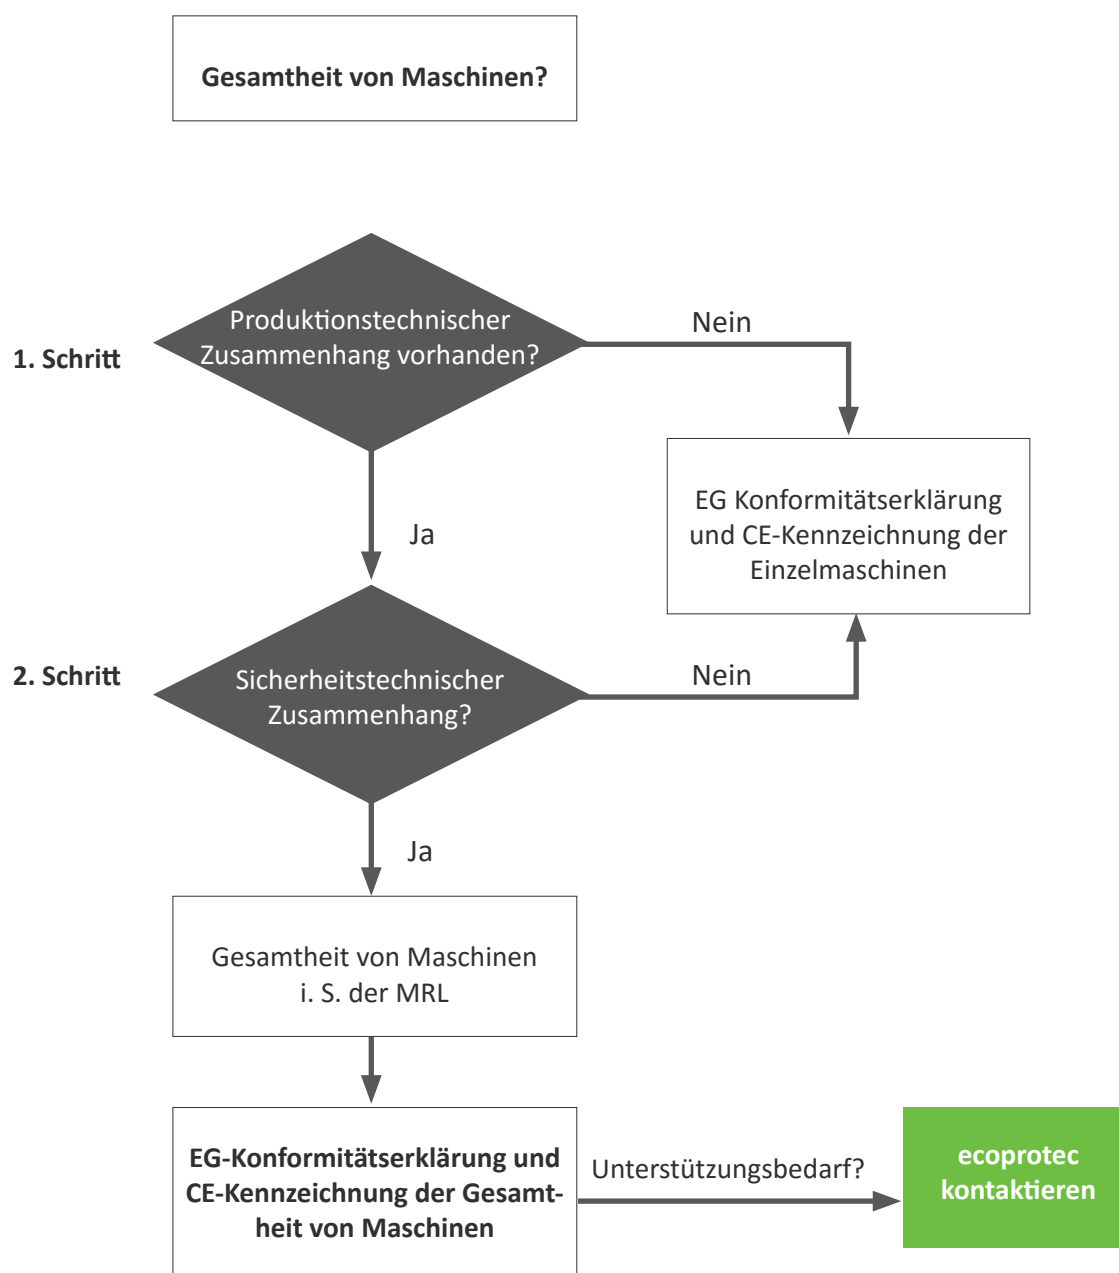 Gesamtheit von Maschinen?
1. Schritt
Produktionstechnischer
Zusammenhang vorhanden?
Nein
EG Konformitätserklärung
und CE-Kennzeichnung der
Einzelmaschinen
Ja
2. Schritt
Sicherheitstechnischer
Zusammenhang?
Nein
Ja
Gesamtheit von Maschinen
i. S. der MRL
EG-Konformitätserklärung und
CE-Kennzeichnung der Gesamt-
heit von Maschinen
Unterstützungsbedarf?
ecoprotec
kontaktieren